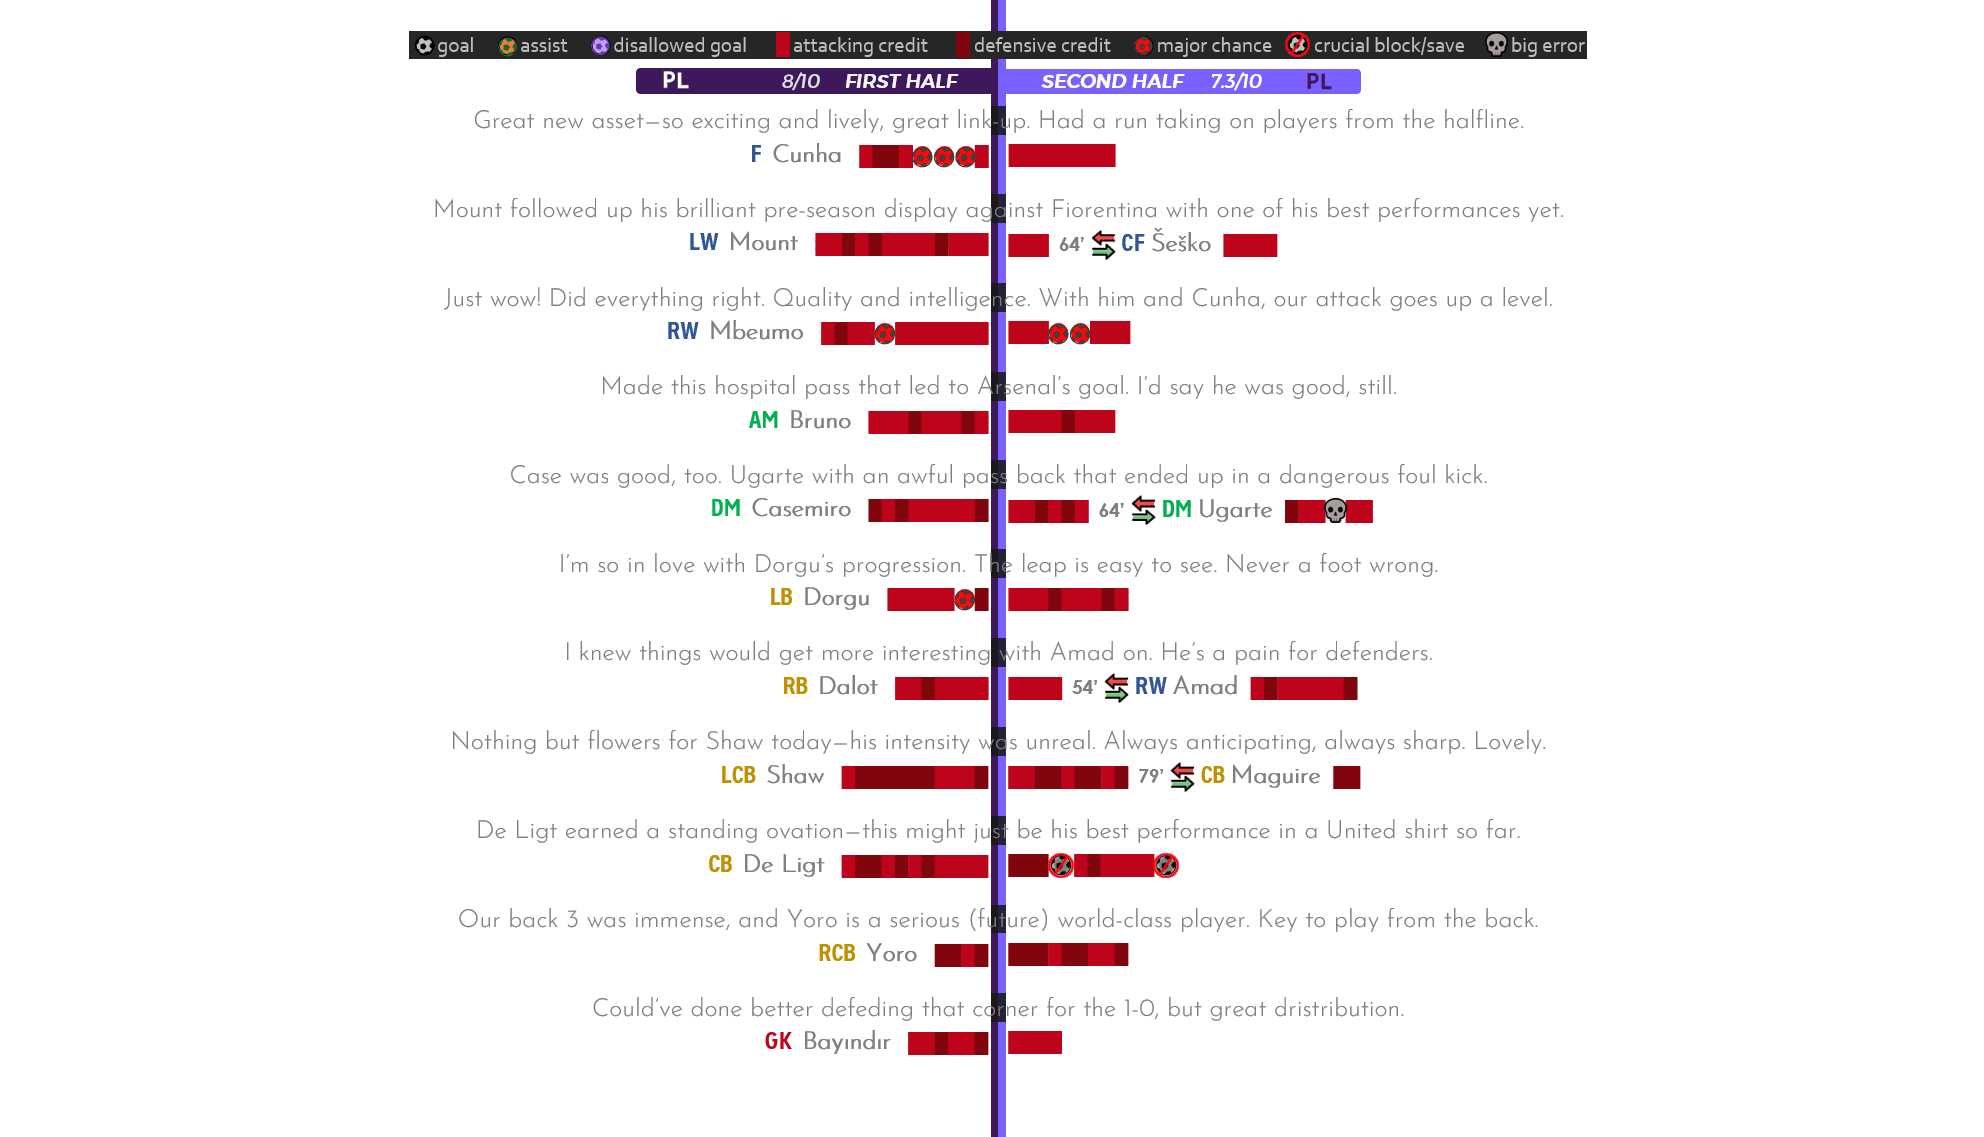 goal assist disallowed goal attacking credit defensive credit major chance crucial block/save big error
PL 8/10 FIRST HALF SECOND HALF 7.3/10 PL
Great new asset—so exciting and lively, great link-up. Had a run taking on players from the halfline.
F Cunha
Mount followed up his brilliant pre-season display against Fiorentina with one of his best performances yet.
LW Mount 64’ CF Šeško
Just wow! Did everything right. Quality and intelligence. With him and Cunha, our attack goes up a level.
RW Mbeumo
Made this hospital pass that led to Arsenal’s goal. I’d say he was good, still.
AM Bruno
Case was good, too. Ugarte with an awful pass back that ended up in a dangerous foul kick.
DM Casemiro 64’ DM Ugarte
I’m so in love with Dorgu’s progression. The leap is easy to see. Never a foot wrong.
LB Dorgu
I knew things would get more interesting with Amad on. He’s a pain for defenders.
RB Dalot 54’ RW Amad
Nothing but flowers for Shaw today—his intensity was unreal. Always anticipating, always sharp. Lovely.
LCB Shaw 79’ CB Maguire
De Ligt earned a standing ovation—this might just be his best performance in a United shirt so far.
CB De Ligt
Our back 3 was immense, and Yoro is a serious (future) world-class player. Key to play from the back.
RCB Yoro
Could’ve done better defeding that corner for the 1-0, but great dristribution.
GK Bayındır